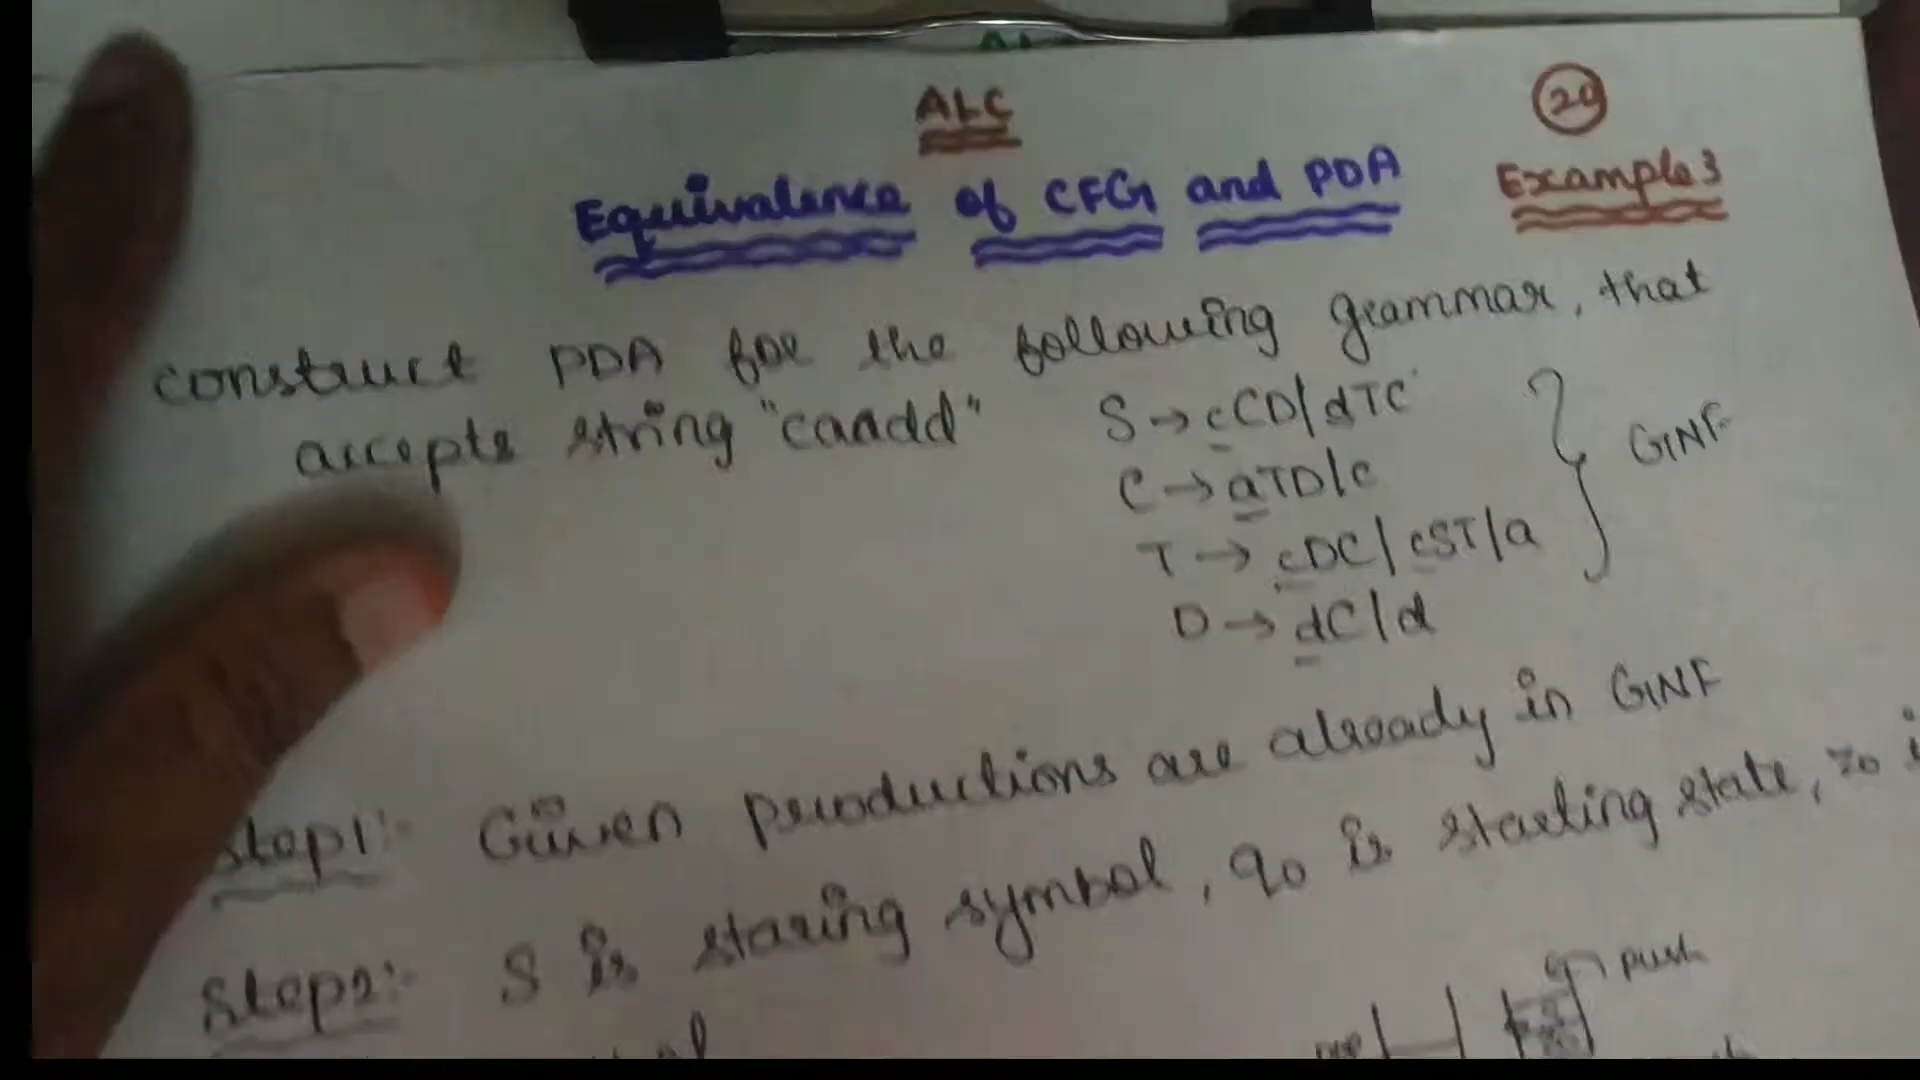 ALC
20
Equivalence of CFG and PDA
Example 3
construct PDA for the following grammar, that
accepts string "caadd"
S → cCD/dTC
C → aTD/c
T → cDC/cST/a
D → dC/d
GNF
Step1:- Given productions are already in GNF
Step2:- S is staring symbol, q0 is starting state, z0 i
push